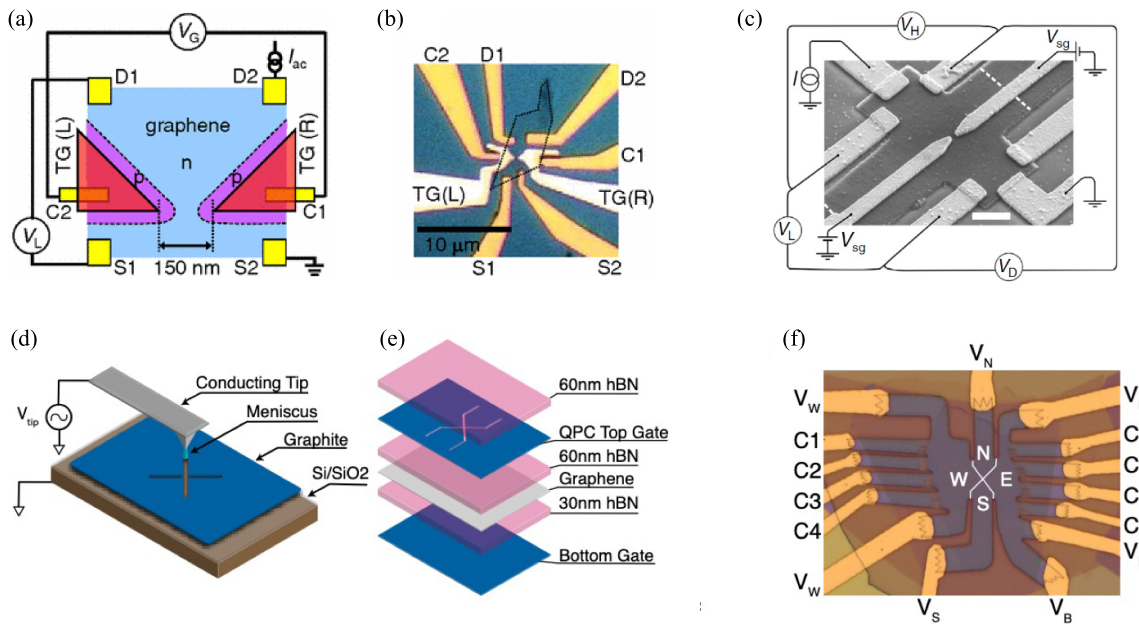 (a)
V_G
I_ac
D1
D2
graphene
n
TG (L)
TG (R)
p
p
C2
C1
V_L
S1
150 nm
S2
(b)
C2
D1
D2
C1
TG(L)
TG(R)
10 μm
S1
S2
(c)
V_H
V_sg
I
V_L
V_sg
V_D
(d)
Conducting Tip
V_tip
Meniscus
Graphite
Si/SiO2
(e)
60nm hBN
QPC Top Gate
60nm hBN
Graphene
30nm hBN
Bottom Gate
(f)
V_N
V_W
V
C1
C
N
C2
C
W
E
C3
S
C
C4
C
V
V_W
V_S
V_B